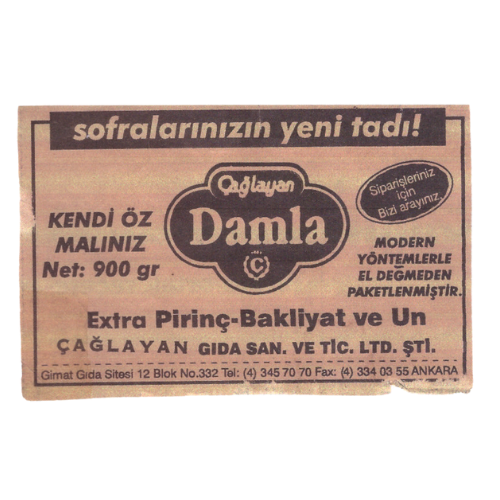 sofralarınızın yeni tadı!
Çağlayan
Damla
Ç
KENDİ ÖZ
MALINIZ
Net: 900 gr
Siparişleriniz
için
Bizi arayınız.
MODERN
YÖNTEMLERLE
EL DEĞMEDEN
PAKETLENMİŞTİR.
Extra Pirinç-Bakliyat ve Un
ÇAĞLAYAN GIDA SAN. VE TİC. LTD. ŞTİ.
Gimat Gıda Sitesi 12 Blok No.332 Tel: (4) 345 70 70 Fax: (4) 334 03 55 ANKARA